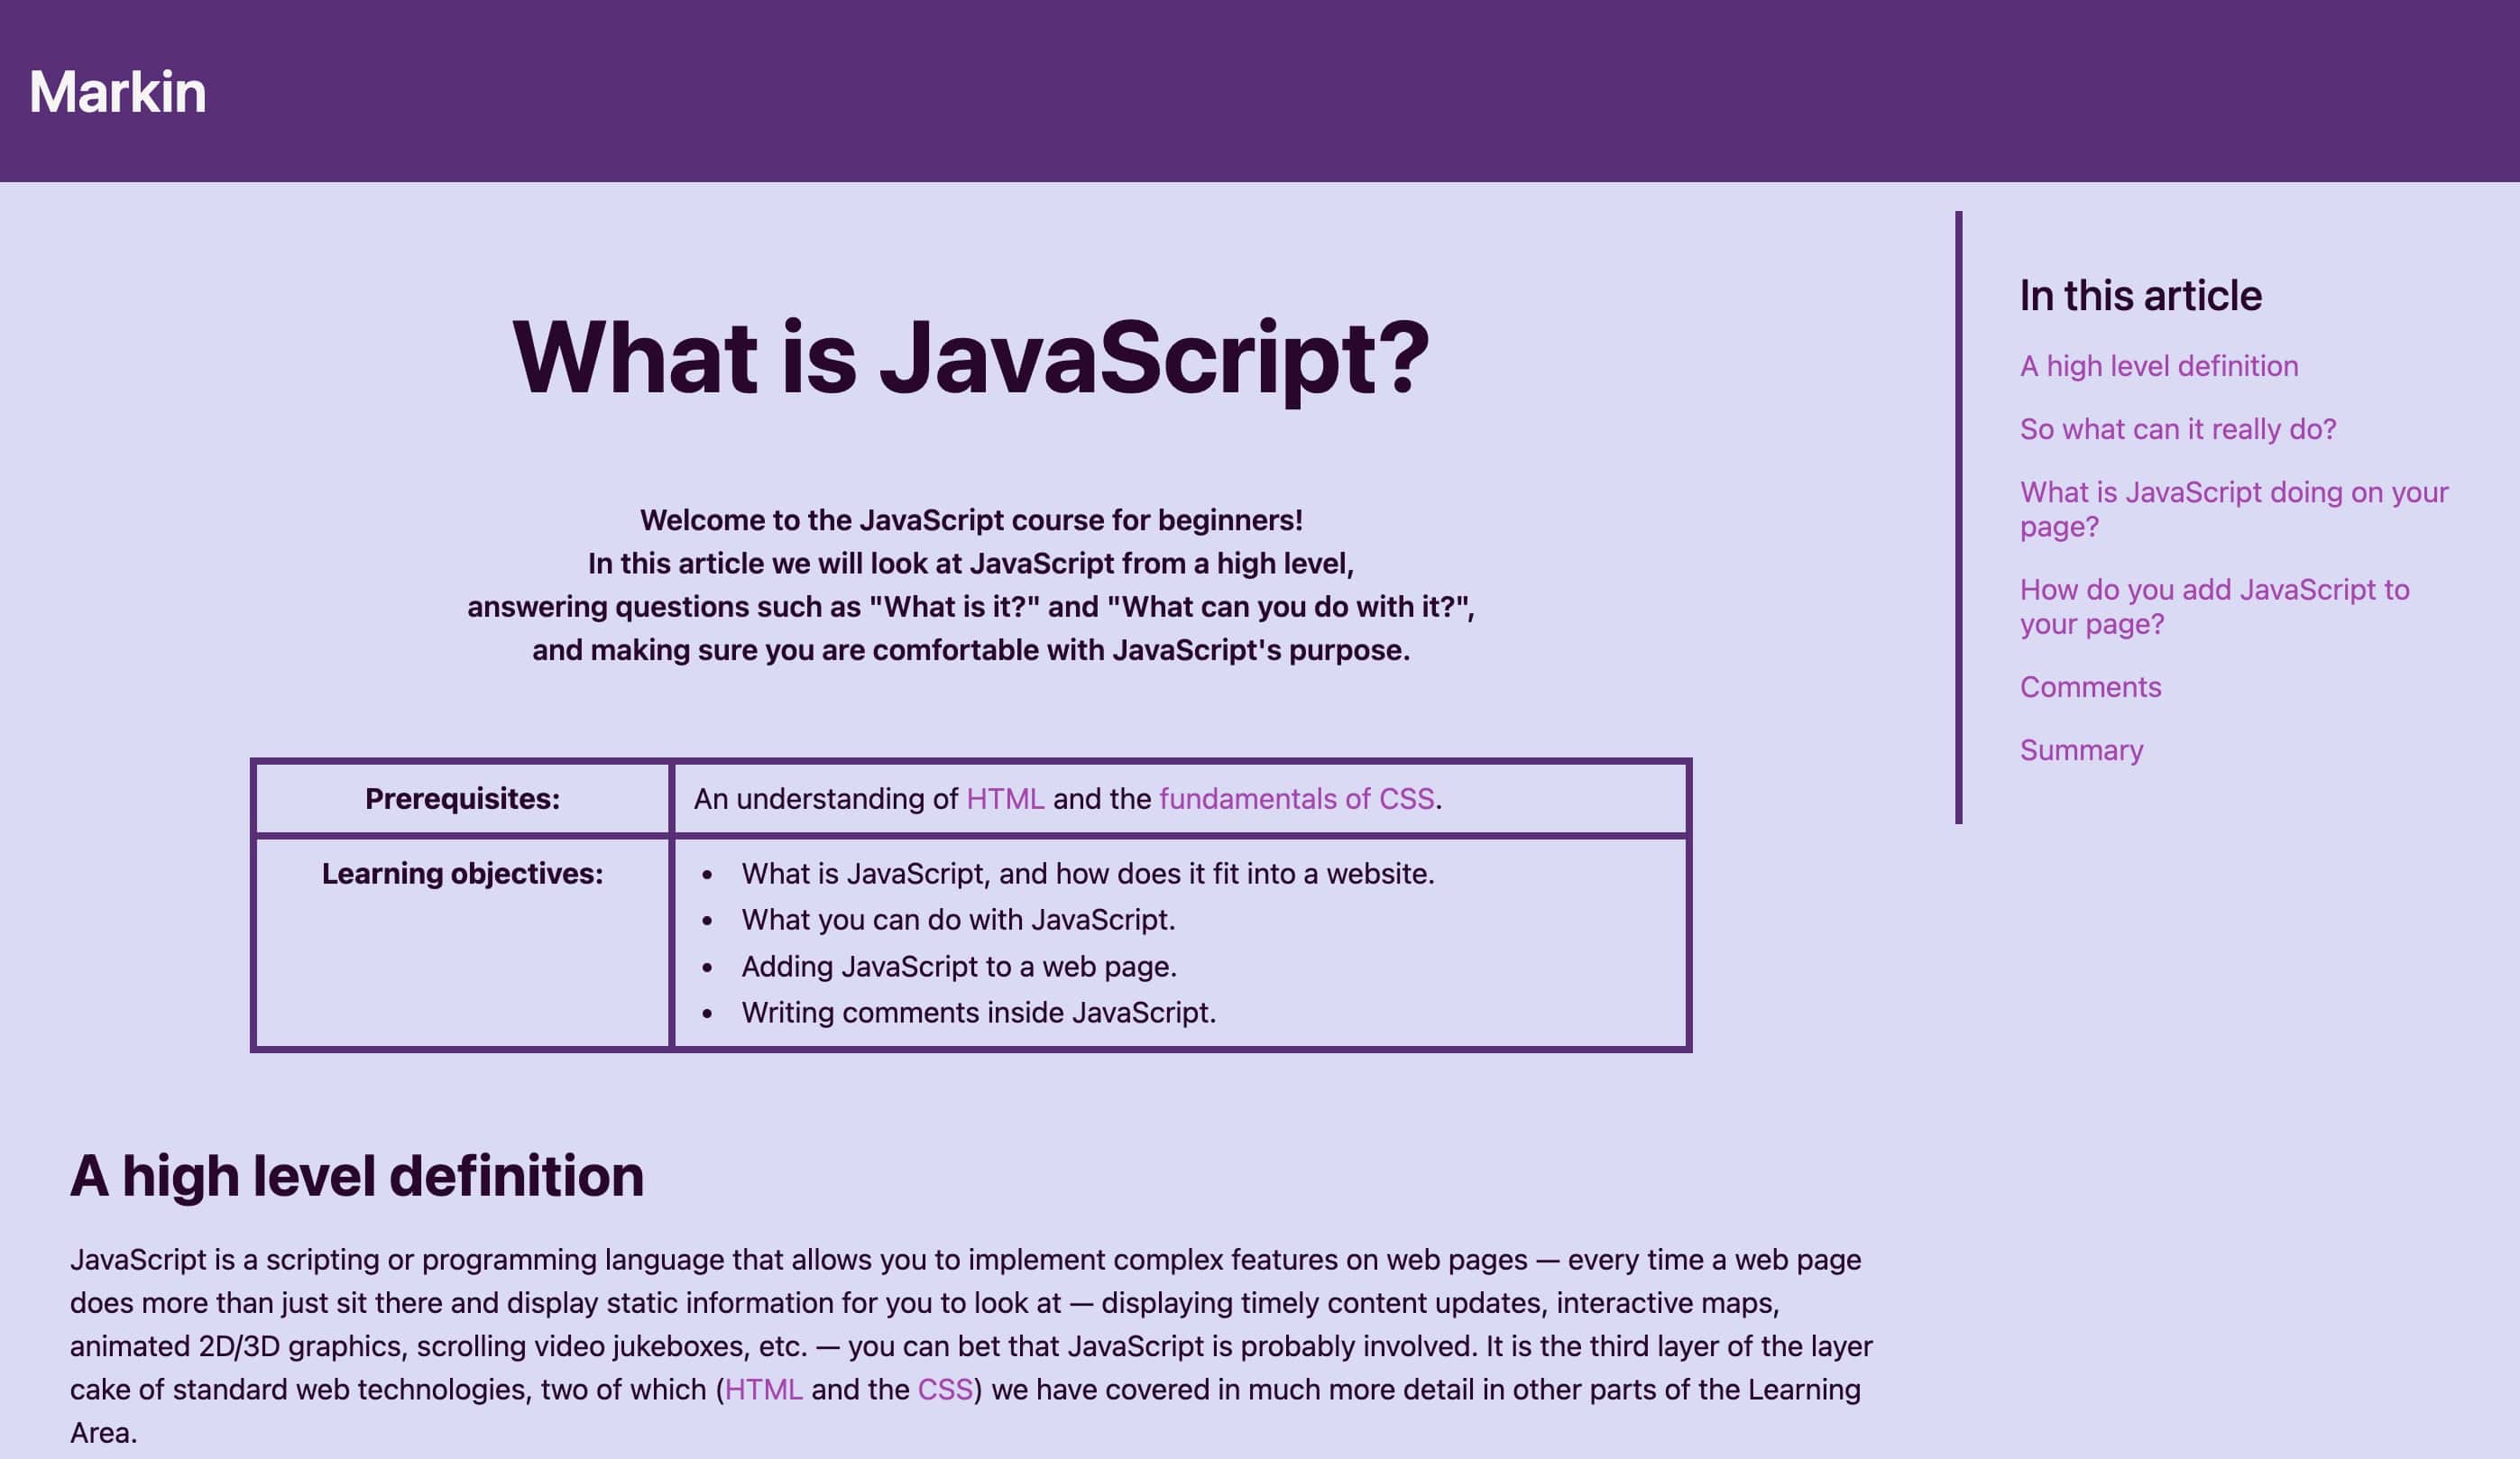 Markin
What is JavaScript?
Welcome to the JavaScript course for beginners!
In this article we will look at JavaScript from a high level,
answering questions such as "What is it?" and "What can you do with it?",
and making sure you are comfortable with JavaScript's purpose.
Prerequisites:
An understanding of HTML and the fundamentals of CSS.
Learning objectives:
• What is JavaScript, and how does it fit into a website.
• What you can do with JavaScript.
• Adding JavaScript to a web page.
• Writing comments inside JavaScript.
A high level definition
JavaScript is a scripting or programming language that allows you to implement complex features on web pages — every time a web page
does more than just sit there and display static information for you to look at — displaying timely content updates, interactive maps,
animated 2D/3D graphics, scrolling video jukeboxes, etc. — you can bet that JavaScript is probably involved. It is the third layer of the layer
cake of standard web technologies, two of which (HTML and the CSS) we have covered in much more detail in other parts of the Learning
Area.
In this article
A high level definition
So what can it really do?
What is JavaScript doing on your
page?
How do you add JavaScript to
your page?
Comments
Summary